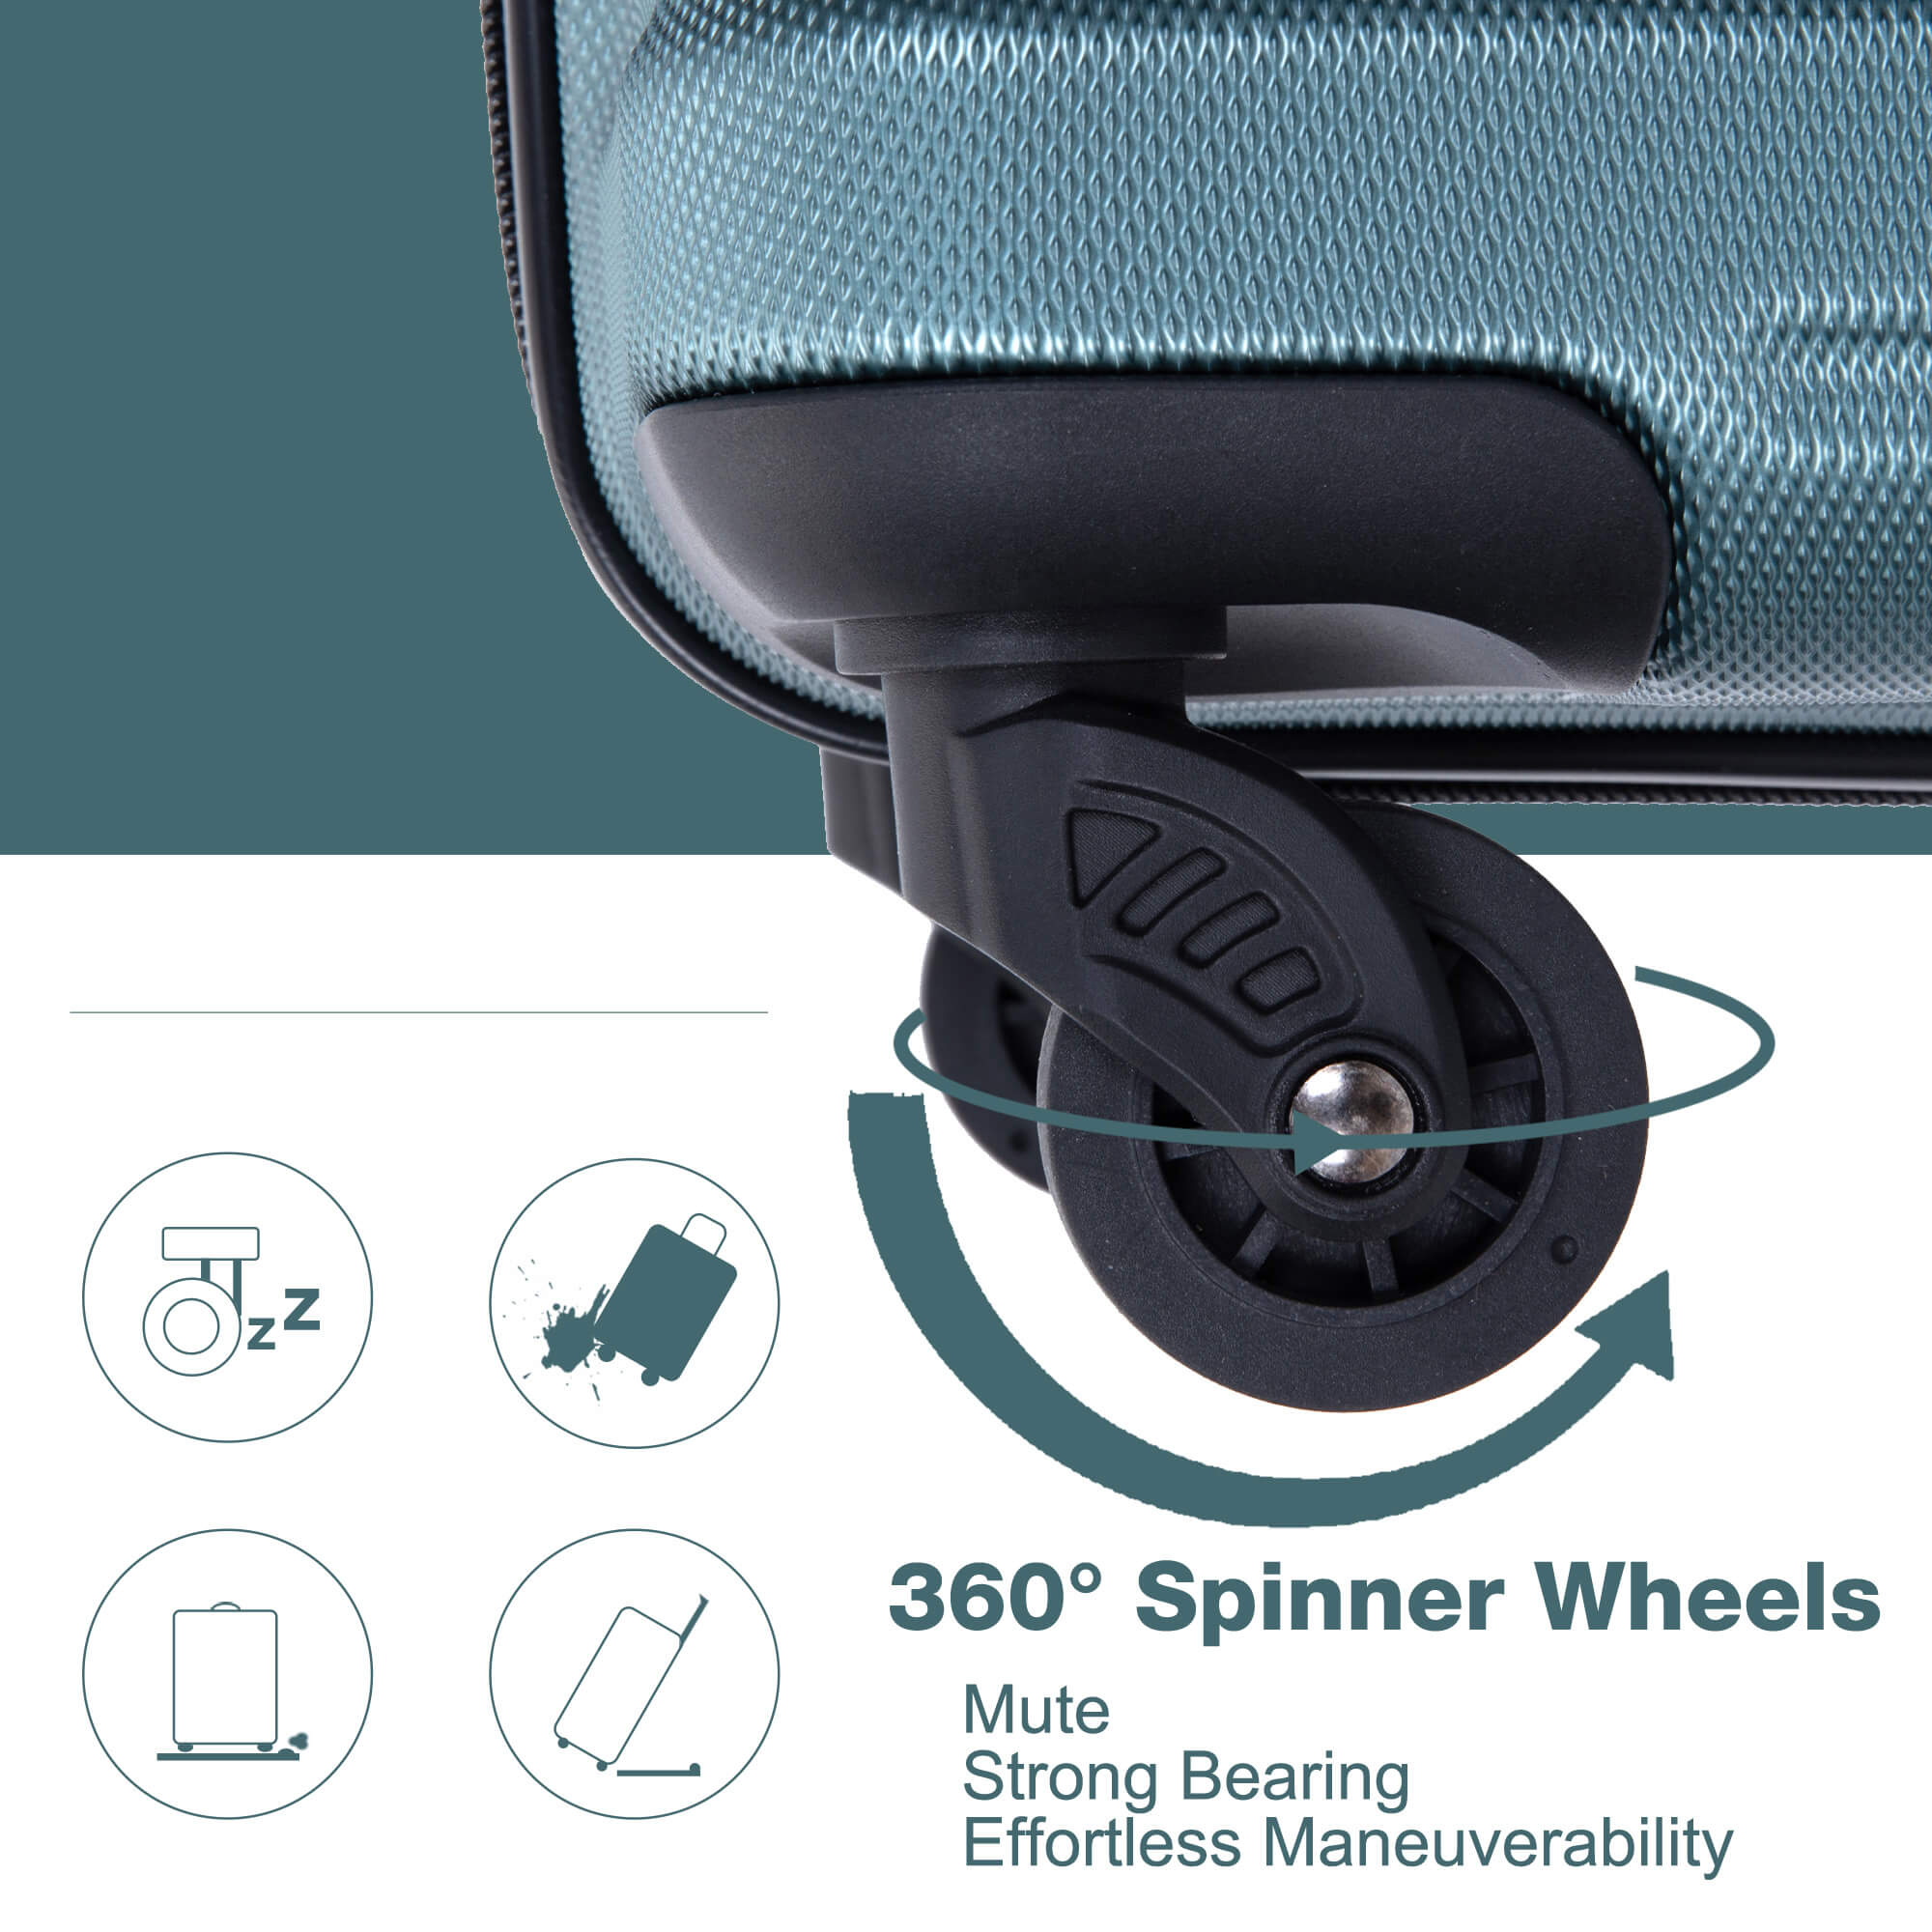 z Z
360° Spinner Wheels
Mute
Strong Bearing
Effortless Maneuverability